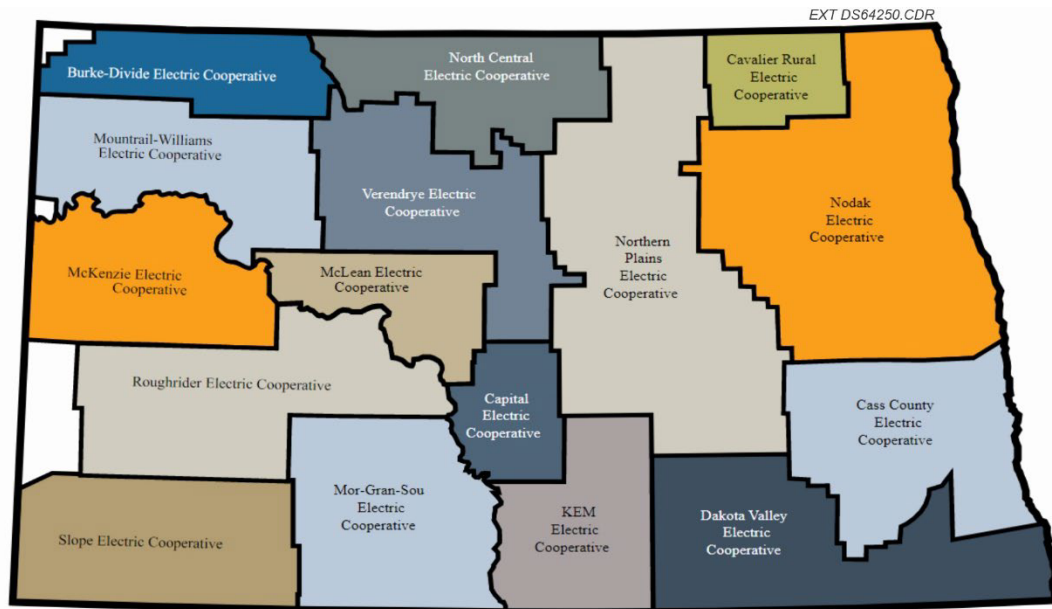 EXT DS64250.CDR
Burke-Divide Electric Cooperative
North Central
Electric Cooperative
Cavalier Rural
Electric
Cooperative
Mountrail-Williams
Electric Cooperative
Verendrye Electric
Cooperative
Nodak
Electric
Cooperative
Northern
Plains
Electric
Cooperative
McKenzie Electric
Cooperative
McLean Electric
Cooperative
Roughrider Electric Cooperative
Capital
Electric
Cooperative
Cass County
Electric
Cooperative
Mor-Gran-Sou
Electric
Cooperative
KEM
Electric
Cooperative
Dakota Valley
Electric
Cooperative
Slope Electric Cooperative